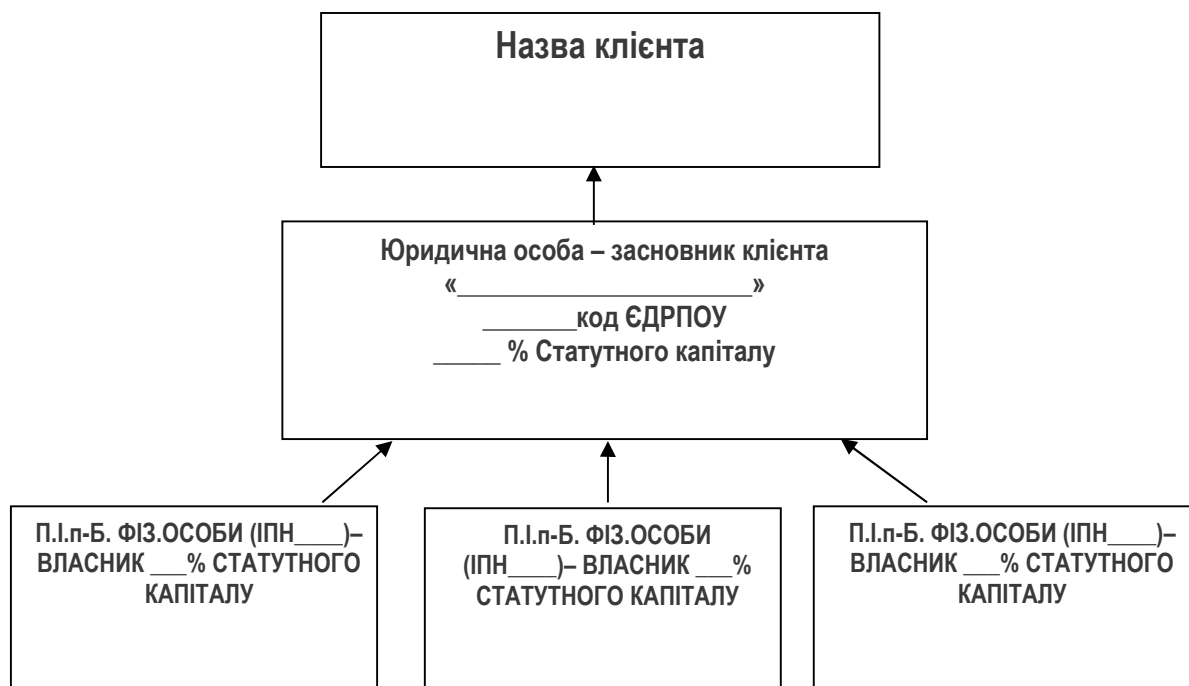 Назва клієнта
Юридична особа – засновник клієнта
«______________________»
_______код ЄДРПОУ
_____ % Статутного капіталу
П.І.п-Б. ФІЗ.ОСОБИ (ІПН____)–
ВЛАСНИК ___% СТАТУТНОГО
КАПІТАЛУ
П.І.п-Б. ФІЗ.ОСОБИ
(ІПН____)– ВЛАСНИК ___%
СТАТУТНОГО КАПІТАЛУ
П.І.п-Б. ФІЗ.ОСОБИ (ІПН____)–
ВЛАСНИК ___% СТАТУТНОГО
КАПІТАЛУ